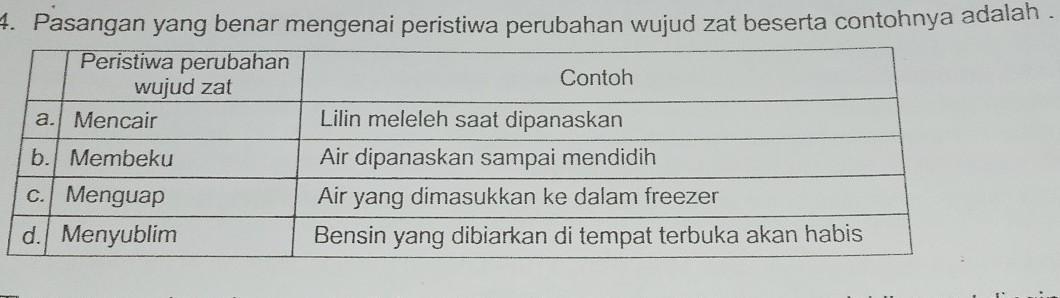 4. Pasangan yang benar mengenai peristiwa perubahan wujud zat beserta contohnya adalah .
Peristiwa perubahan
wujud zat
Contoh
a. Mencair Lilin meleleh saat dipanaskan
b. Membeku Air dipanaskan sampai mendidih
c. Menguap Air yang dimasukkan ke dalam freezer
d. Menyublim Bensin yang dibiarkan di tempat terbuka akan habis